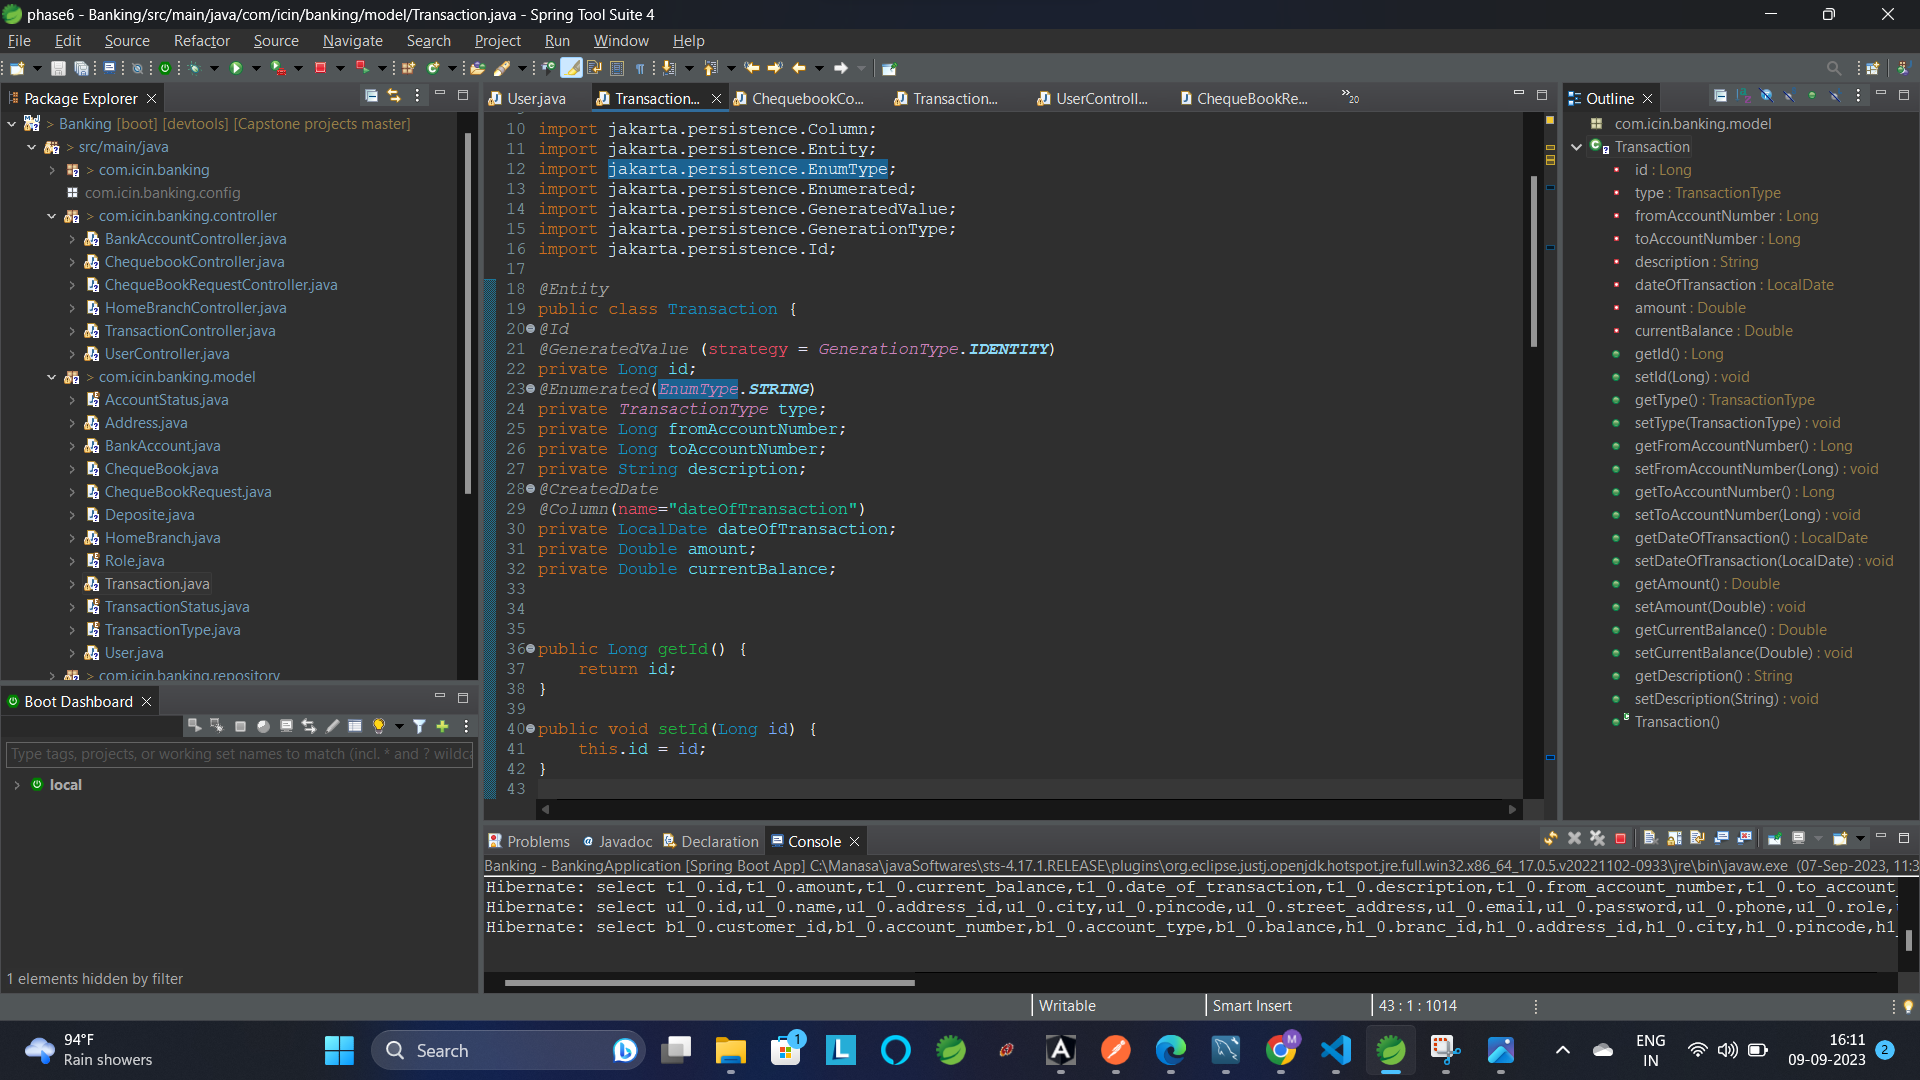 phase6 - Banking/src/main/java/com/icin/banking/model/Transaction.java - Spring Tool Suite 4
File Edit Source Refactor Source Navigate Search Project Run Window Help
Package Explorer
> Banking [boot] [devtools] [Capstone projects master]
> src/main/java
> com.icin.banking
com.icin.banking.config
> com.icin.banking.controller
BankAccountController.java
ChequebookController.java
ChequeBookRequestController.java
HomeBranchController.java
TransactionController.java
UserController.java
> com.icin.banking.model
AccountStatus.java
Address.java
BankAccount.java
ChequeBook.java
ChequeBookRequest.java
Deposite.java
HomeBranch.java
Role.java
Transaction.java
TransactionStatus.java
TransactionType.java
User.java
> com.icin.banking.repository
Boot Dashboard
Type tags, projects, or working set names to match (incl. * and ? wildca
local
1 elements hidden by filter
User.java Transaction... ChequebookCo... Transaction... UserControll... ChequeBookRe... »20
10 import jakarta.persistence.Column;
11 import jakarta.persistence.Entity;
12 import jakarta.persistence.EnumType;
13 import jakarta.persistence.Enumerated;
14 import jakarta.persistence.GeneratedValue;
15 import jakarta.persistence.GenerationType;
16 import jakarta.persistence.Id;
17
18 @Entity
19 public class Transaction {
20 @Id
21 @GeneratedValue (strategy = GenerationType.IDENTITY)
22 private Long id;
23 @Enumerated(EnumType.STRING)
24 private TransactionType type;
25 private Long fromAccountNumber;
26 private Long toAccountNumber;
27 private String description;
28 @CreatedDate
29 @Column(name="dateOfTransaction")
30 private LocalDate dateOfTransaction;
31 private Double amount;
32 private Double currentBalance;
33
34
35
36 public Long getId() {
37 return id;
38 }
39
40 public void setId(Long id) {
41 this.id = id;
42 }
43
Outline
com.icin.banking.model
Transaction
id : Long
type : TransactionType
fromAccountNumber : Long
toAccountNumber : Long
description : String
dateOfTransaction : LocalDate
amount : Double
currentBalance : Double
getId() : Long
setId(Long) : void
getType() : TransactionType
setType(TransactionType) : void
getFromAccountNumber() : Long
setFromAccountNumber(Long) : void
getToAccountNumber() : Long
setToAccountNumber(Long) : void
getDateOfTransaction() : LocalDate
setDateOfTransaction(LocalDate) : void
getAmount() : Double
setAmount(Double) : void
getCurrentBalance() : Double
setCurrentBalance(Double) : void
getDescription() : String
setDescription(String) : void
Transaction()
Problems Javadoc Declaration Console
Banking - BankingApplication [Spring Boot App] C:\Manasa\javaSoftwares\sts-4.17.1.RELEASE\plugins\org.eclipse.justj.openjdk.hotspot.jre.full.win32.x86_64_17.0.5.v20221102-0933\jre\bin\javaw.exe (07-Sep-2023, 11:3
Hibernate: select t1_0.id,t1_0.amount,t1_0.current_balance,t1_0.date_of_transaction,t1_0.description,t1_0.from_account_number,t1_0.to_account_
Hibernate: select u1_0.id,u1_0.name,u1_0.address_id,u1_0.city,u1_0.pincode,u1_0.street_address,u1_0.email,u1_0.password,u1_0.phone,u1_0.role,
Hibernate: select b1_0.customer_id,b1_0.account_number,b1_0.account_type,b1_0.balance,h1_0.branc_id,h1_0.address_id,h1_0.city,h1_0.pincode,h1_
Writable Smart Insert 43 : 1 : 1014
94°F
Rain showers
Search
1
M
ENG
IN
16:11
09-09-2023
2